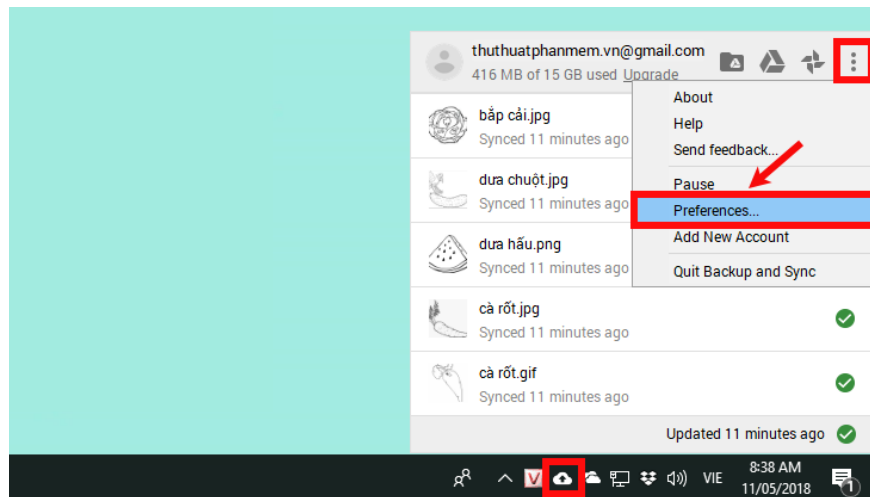 thuthuatphanmem.vn@gmail.com
416 MB of 15 GB used Upgrade
About
Help
Send feedback...
Pause
Preferences...
Add New Account
Quit Backup and Sync
bắp cải.jpg
Synced 11 minutes ago
dưa chuột.jpg
Synced 11 minutes ago
dưa hấu.png
Synced 11 minutes ago
cà rốt.jpg
Synced 11 minutes ago
cà rốt.gif
Synced 11 minutes ago
Updated 11 minutes ago
V
VIE
8:38 AM
11/05/2018
1